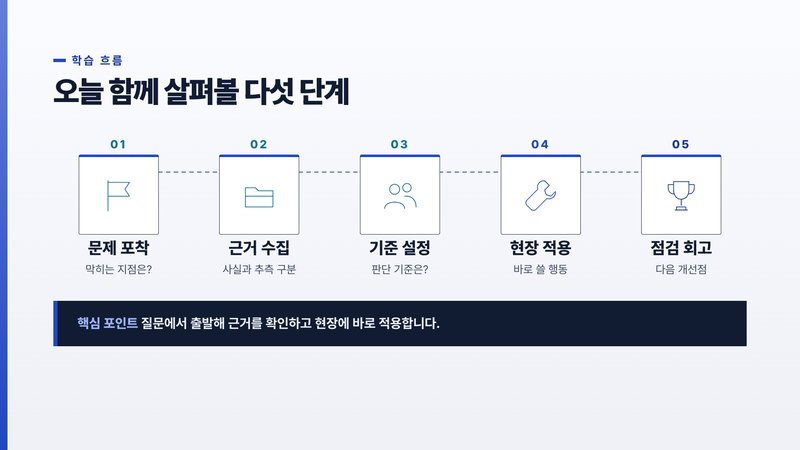 학습 흐름
오늘 함께 살펴볼 다섯 단계
01
문제 포착
막히는 지점은?
02
근거 수집
사실과 추측 구분
03
기준 설정
판단 기준은?
04
현장 적용
바로 쓸 행동
05
점검 회고
다음 개선점
핵심 포인트 질문에서 출발해 근거를 확인하고 현장에 바로 적용합니다.